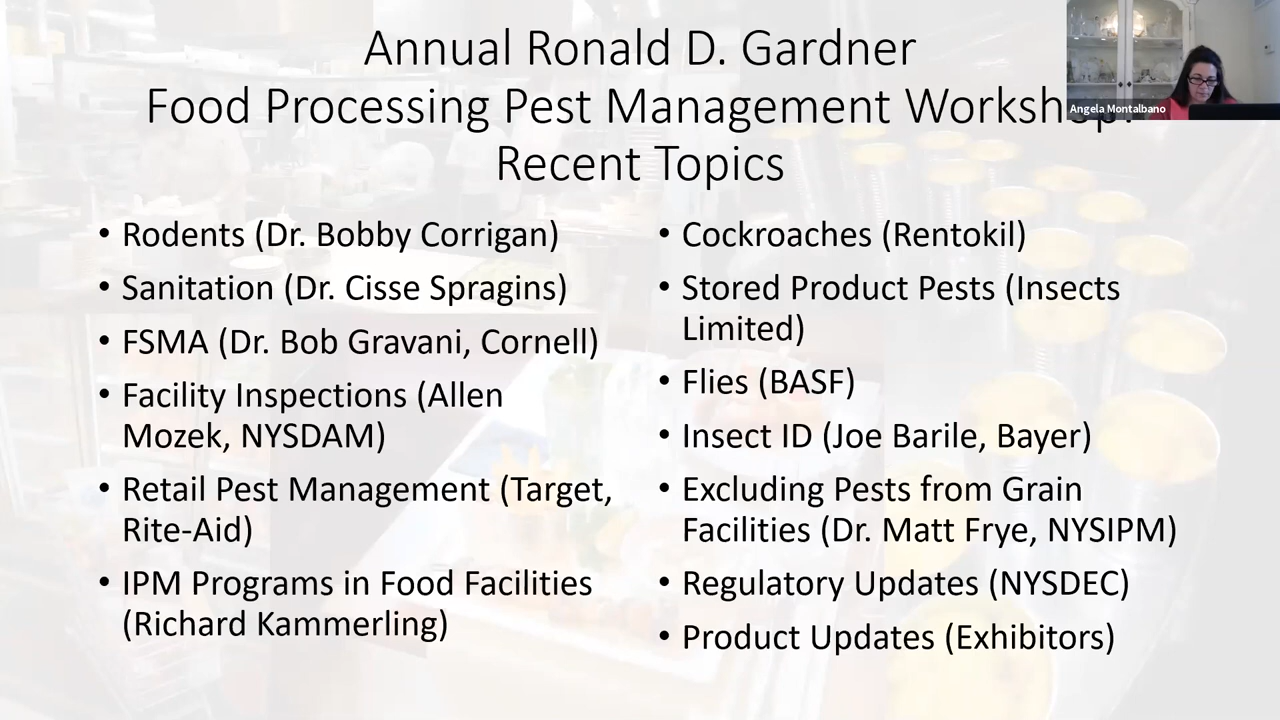 Annual Ronald D. Gardner
Food Processing Pest Management Workshop:
Recent Topics
Angela Montalbano
• Rodents (Dr. Bobby Corrigan)
• Sanitation (Dr. Cisse Spragins)
• FSMA (Dr. Bob Gravani, Cornell)
• Facility Inspections (Allen
Mozek, NYSDAM)
• Retail Pest Management (Target,
Rite-Aid)
• IPM Programs in Food Facilities
(Richard Kammerling)
• Cockroaches (Rentokil)
• Stored Product Pests (Insects
Limited)
• Flies (BASF)
• Insect ID (Joe Barile, Bayer)
• Excluding Pests from Grain
Facilities (Dr. Matt Frye, NYSIPM)
• Regulatory Updates (NYSDEC)
• Product Updates (Exhibitors)